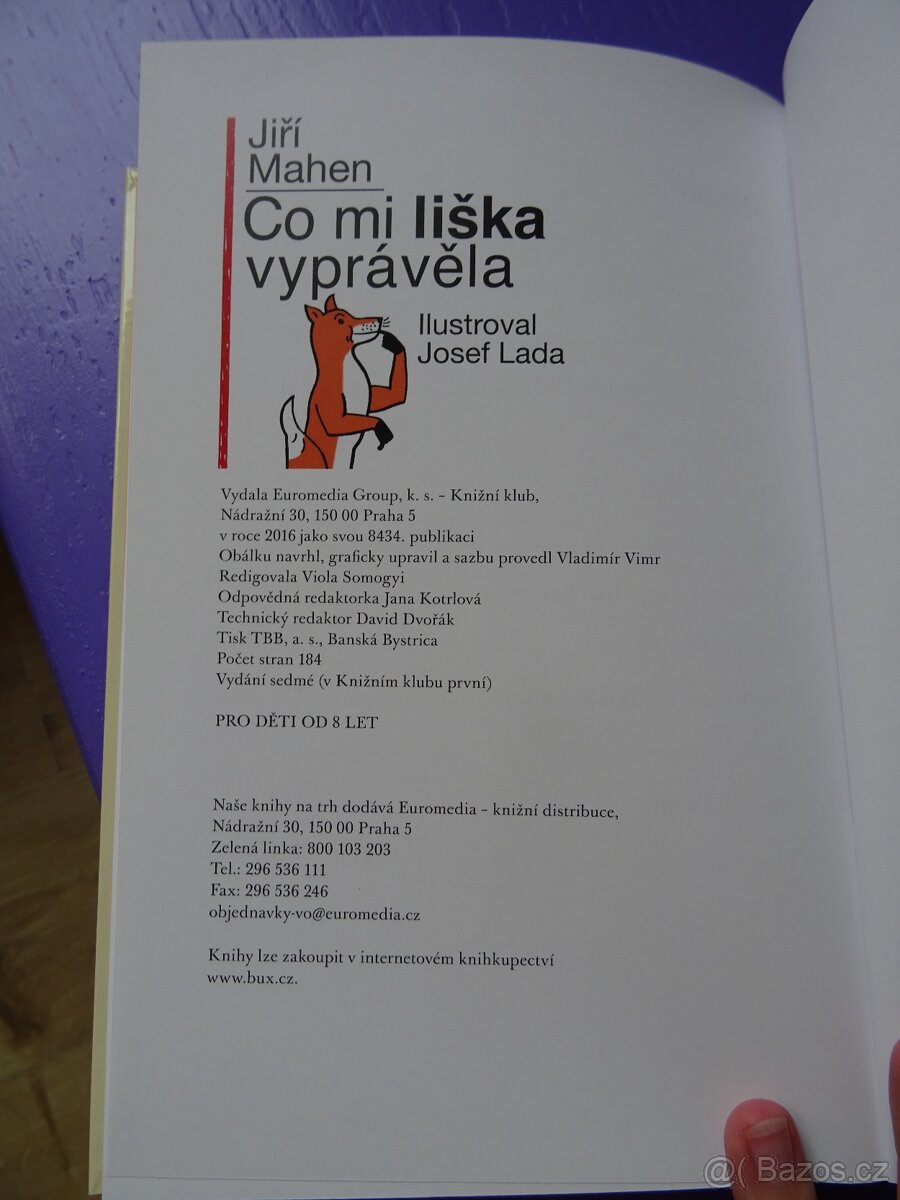 Jiří
Mahen
Co mi liška
vyprávěla
Ilustroval
Josef Lada
Vydala Euromedia Group, k. s. – Knižní klub,
Nádražní 30, 150 00 Praha 5
v roce 2016 jako svou 8434. publikaci
Obálku navrhl, graficky upravil a sazbu provedl Vladimír Vimr
Redigovala Viola Somogyi
Odpovědná redaktorka Jana Kotrlová
Technický redaktor David Dvořák
Tisk TBB, a. s., Banská Bystrica
Počet stran 184
Vydání sedmé (v Knižním klubu první)
PRO DĚTI OD 8 LET
Naše knihy na trh dodává Euromedia – knižní distribuce,
Nádražní 30, 150 00 Praha 5
Zelená linka: 800 103 203
Tel.: 296 536 111
Fax: 296 536 246
objednavky-vo@euromedia.cz
Knihy lze zakoupit v internetovém knihkupectví
www.bux.cz.
@( Bazos.cz